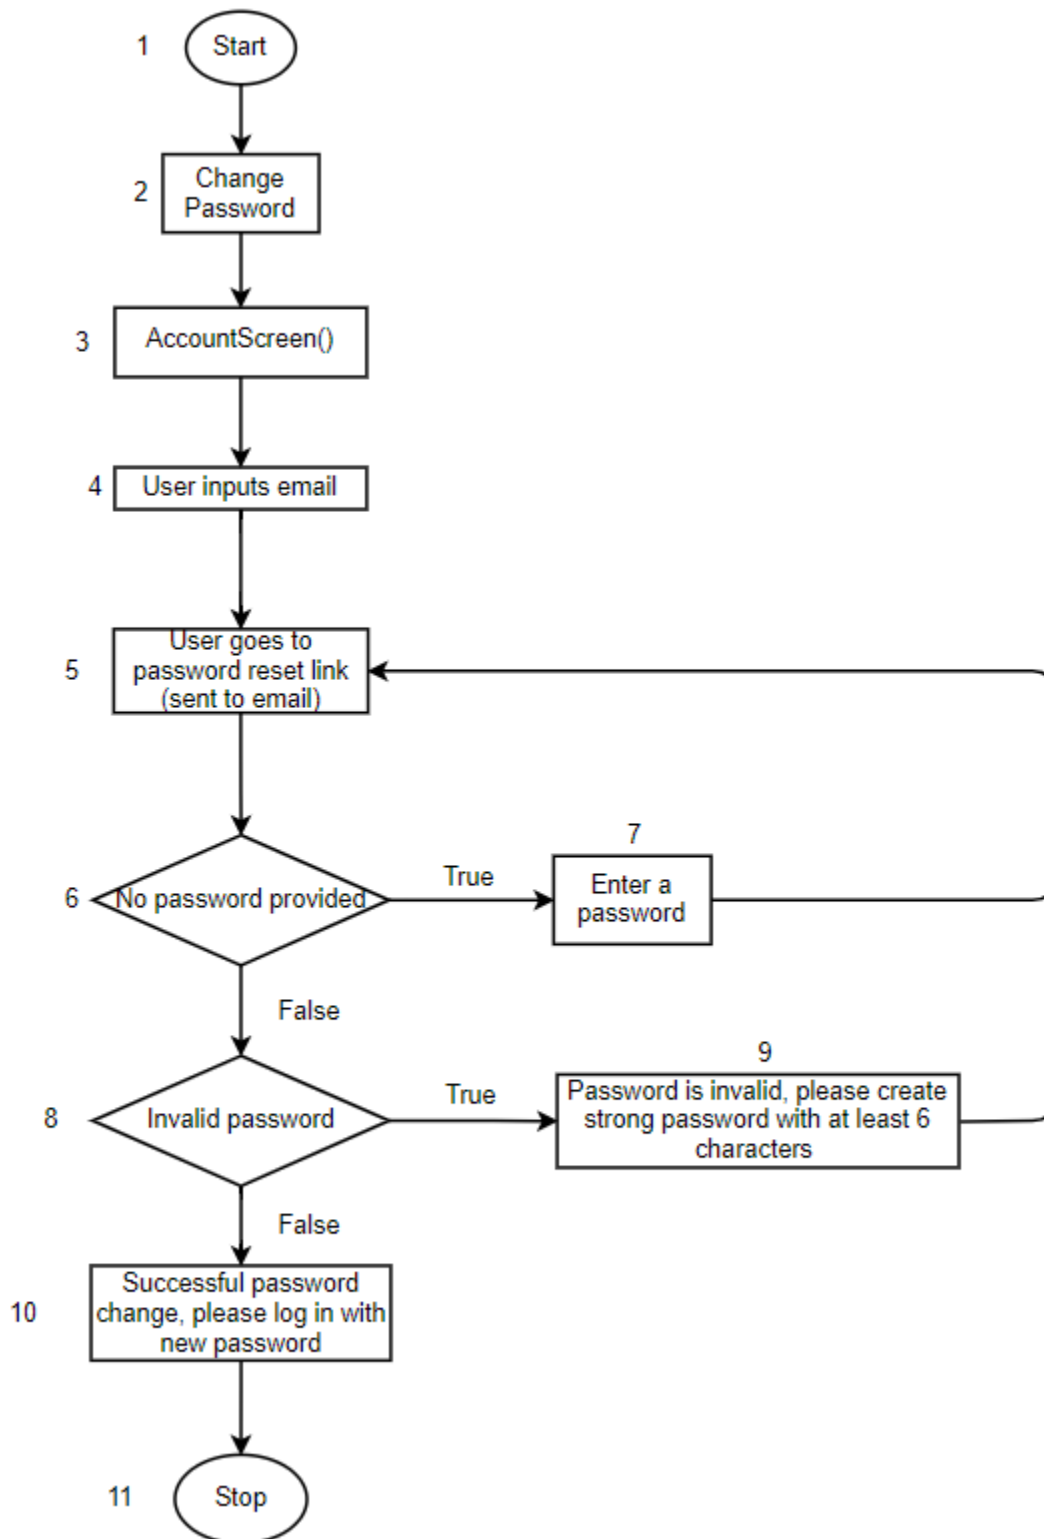 1
Start
2
Change
Password
3
AccountScreen()
4
User inputs email
5
User goes to
password reset link
(sent to email)
7
6
No password provided
True
Enter a
password
False
9
8
Invalid password
True
Password is invalid, please create
strong password with at least 6
characters
False
10
Successful password
change, please log in with
new password
11
Stop